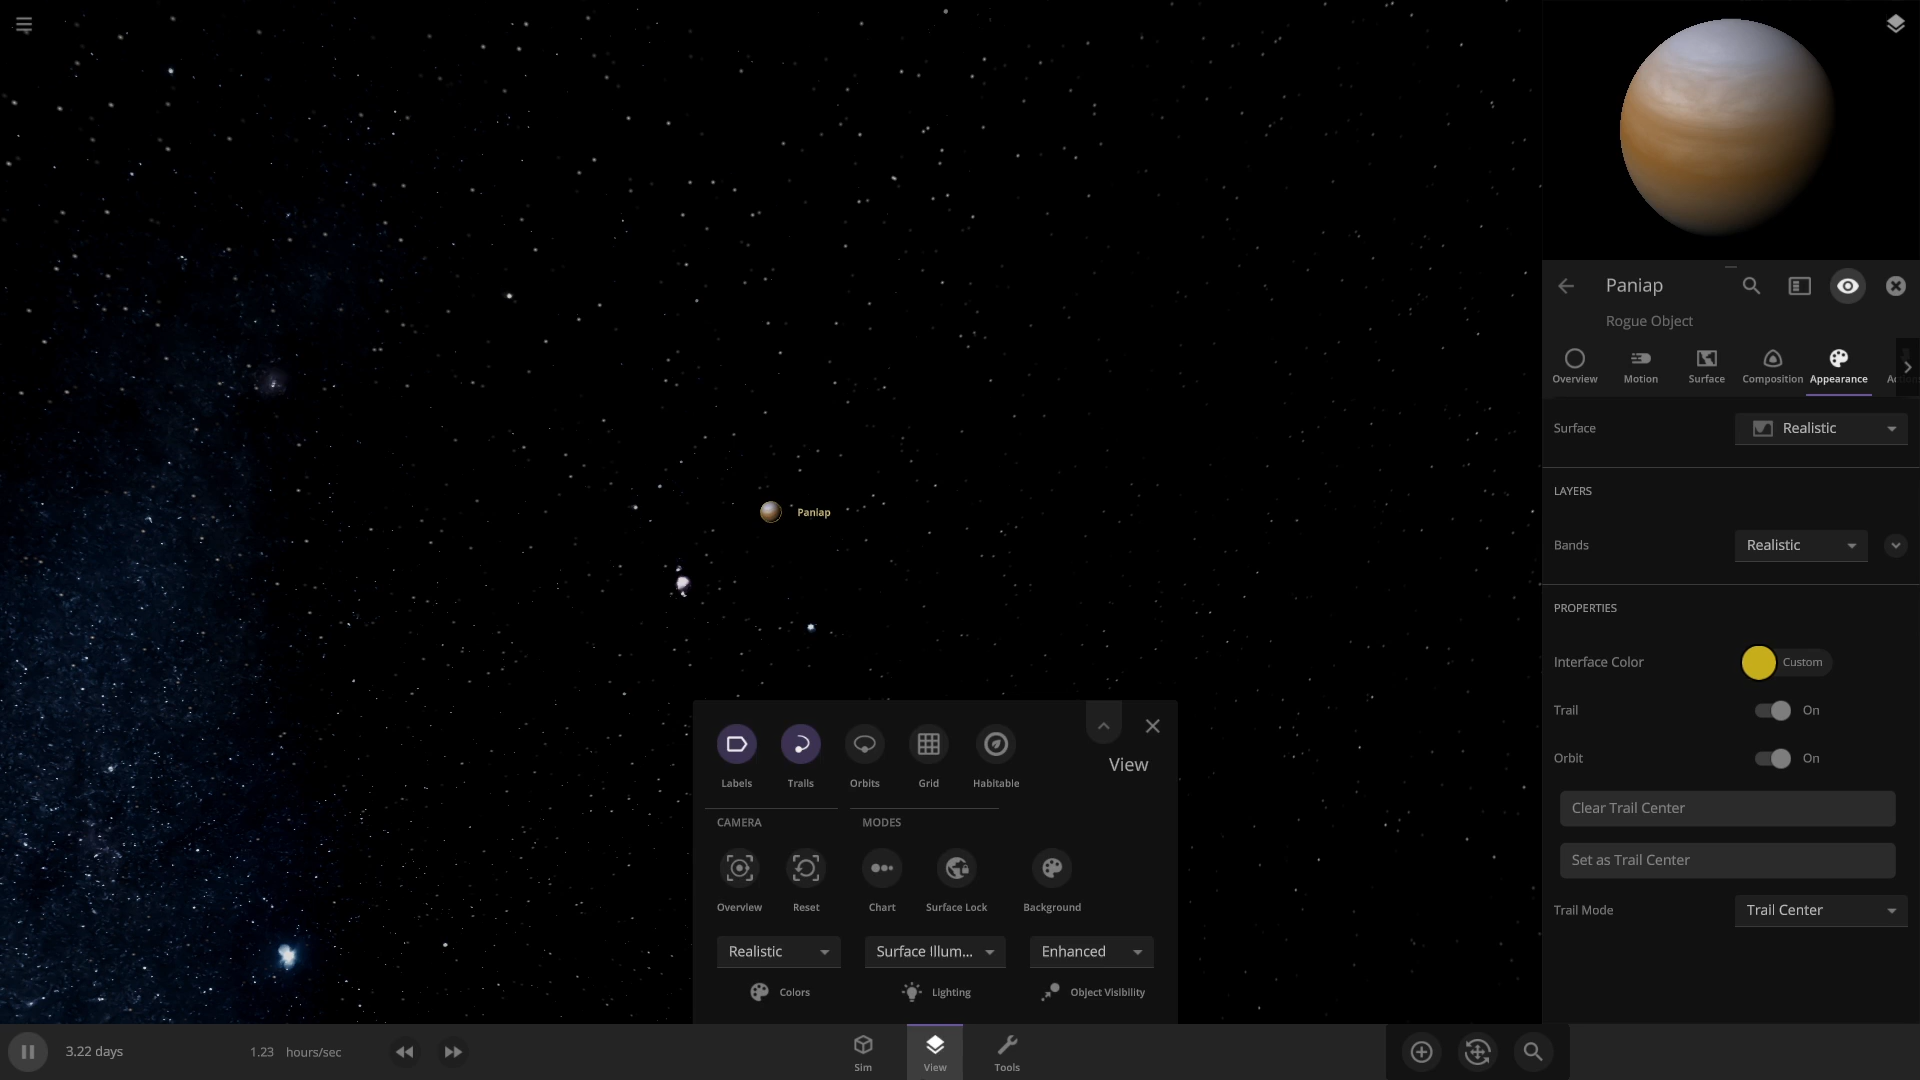 Paniap
Rogue Object
Overview
Motion
Surface
Composition
Appearance
Surface
Realistic
LAYERS
Bands
Realistic
PROPERTIES
Interface Color
Custom
Trail
On
Orbit
On
Clear Trail Center
Set as Trail Center
Trail Mode
Trail Center
Paniap
View
Labels
Trails
Orbits
Grid
Habitable
CAMERA
MODES
Overview
Reset
Chart
Surface Lock
Background
Realistic
Surface Illum...
Enhanced
Colors
Lighting
Object Visibility
3.22 days
1.23 hours/sec
Sim
View
Tools